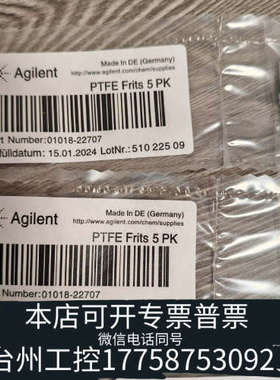 Agilent
Made In DE (Germany)
www.agilent.com/chem/supplies
PTFE Frits 5 PK
rt Number:01018-22707
fülldatum: 15.01.2024 LotNr.: 510 225 09
Agilent
Made In DE (Germany)
www.agilent.com/chem/supplies
PTFE Frits 5 PK
Number:01018-22707
本店可开专票普票
微信电话同号
台州工控17758753092